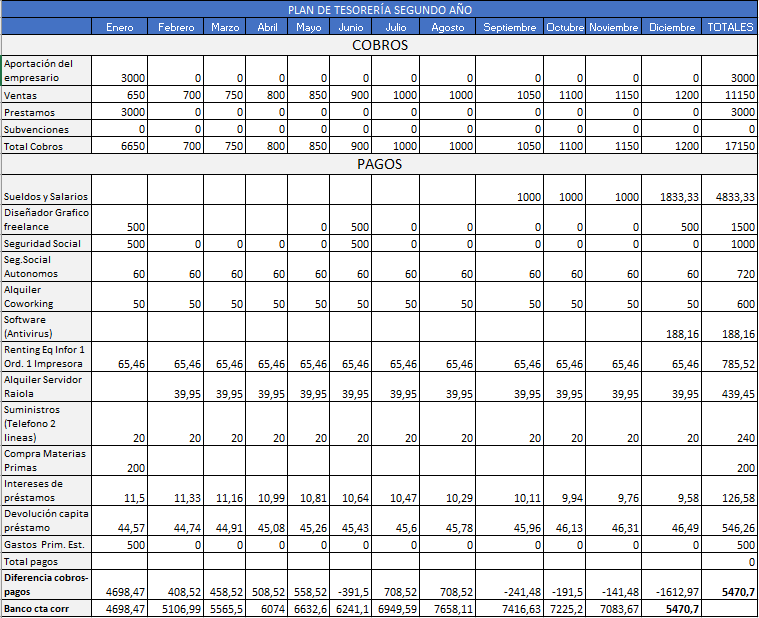 PLAN DE TESORERÍA SEGUNDO AÑO
Enero Febrero Marzo Abril Mayo Junio Julio Agosto Septiembre Octubre Noviembre Diciembre TOTALES
COBROS
Aportación del
empresario 3000 0 0 0 0 0 0 0 0 0 0 0 3000
Ventas 650 700 750 800 850 900 1000 1000 1050 1100 1150 1200 11150
Prestamos 3000 0 0 0 0 0 0 0 0 0 0 0 3000
Subvenciones 0 0 0 0 0 0 0 0 0 0 0 0 0
Total Cobros 6650 700 750 800 850 900 1000 1000 1050 1100 1150 1200 17150
PAGOS
Sueldos y Salarios 1000 1000 1000 1833,33 4833,33
Diseñador Grafico
freelance 500 0 500 0 0 0 0 0 500 1500
Seguridad Social 500 0 0 0 0 500 0 0 0 0 0 0 1000
Seg.Social
Autonomos 60 60 60 60 60 60 60 60 60 60 60 60 720
Alquiler
Coworking 50 50 50 50 50 50 50 50 50 50 50 50 600
Software
(Antivirus) 188,16 188,16
Renting Eq Infor 1
Ord. 1 Impresora 65,46 65,46 65,46 65,46 65,46 65,46 65,46 65,46 65,46 65,46 65,46 65,46 785,52
Alquiler Servidor
Raiola 39,95 39,95 39,95 39,95 39,95 39,95 39,95 39,95 39,95 39,95 39,95 439,45
Suministros
(Telefono 2
lineas) 20 20 20 20 20 20 20 20 20 20 20 20 240
Compra Materias
Primas 200 200
Intereses de
préstamos 11,5 11,33 11,16 10,99 10,81 10,64 10,47 10,29 10,11 9,94 9,76 9,58 126,58
Devolución capita
préstamo 44,57 44,74 44,91 45,08 45,26 45,43 45,6 45,78 45,96 46,13 46,31 46,49 546,26
Gastos Prim. Est. 500 0 0 0 0 0 0 0 0 0 0 0 500
Total pagos 0
Diferencia cobros-
pagos 4698,47 408,52 458,52 508,52 558,52 -391,5 708,52 708,52 -241,48 -191,5 -141,48 -1612,97 5470,7
Banco cta corr 4698,47 5106,99 5565,5 6074 6632,6 6241,1 6949,59 7658,11 7416,63 7225,2 7083,67 5470,7